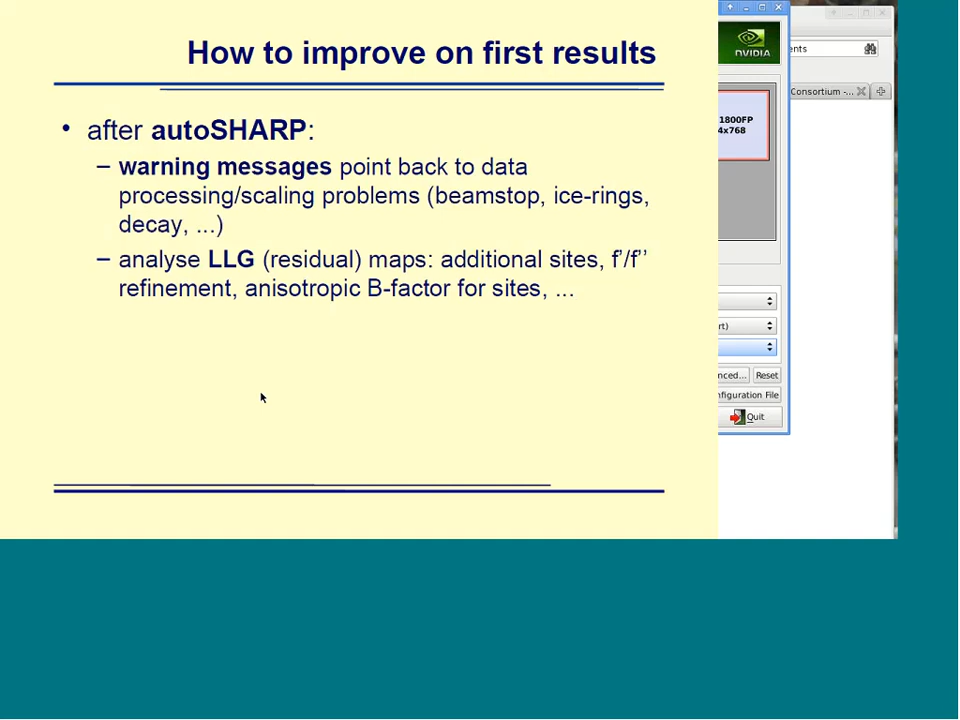 How to improve on first results
• after autoSHARP:
– warning messages point back to data
processing/scaling problems (beamstop, ice-rings,
decay, ...)
– analyse LLG (residual) maps: additional sites, f'/f''
refinement, anisotropic B-factor for sites, ...
NVIDIA
ents
Consortium -...
1800FP
4x768
rt)
nced...
Reset
nfiguration File
Quit